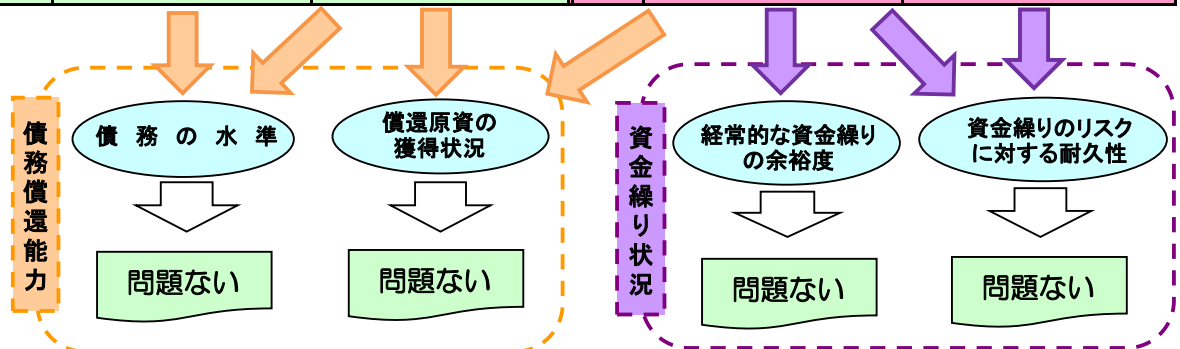 債務償還能力
債務の水準
償還原資の
獲得状況
問題ない
問題ない
資金繰り状況
経常的な資金繰り
の余裕度
資金繰りのリスク
に対する耐久性
問題ない
問題ない